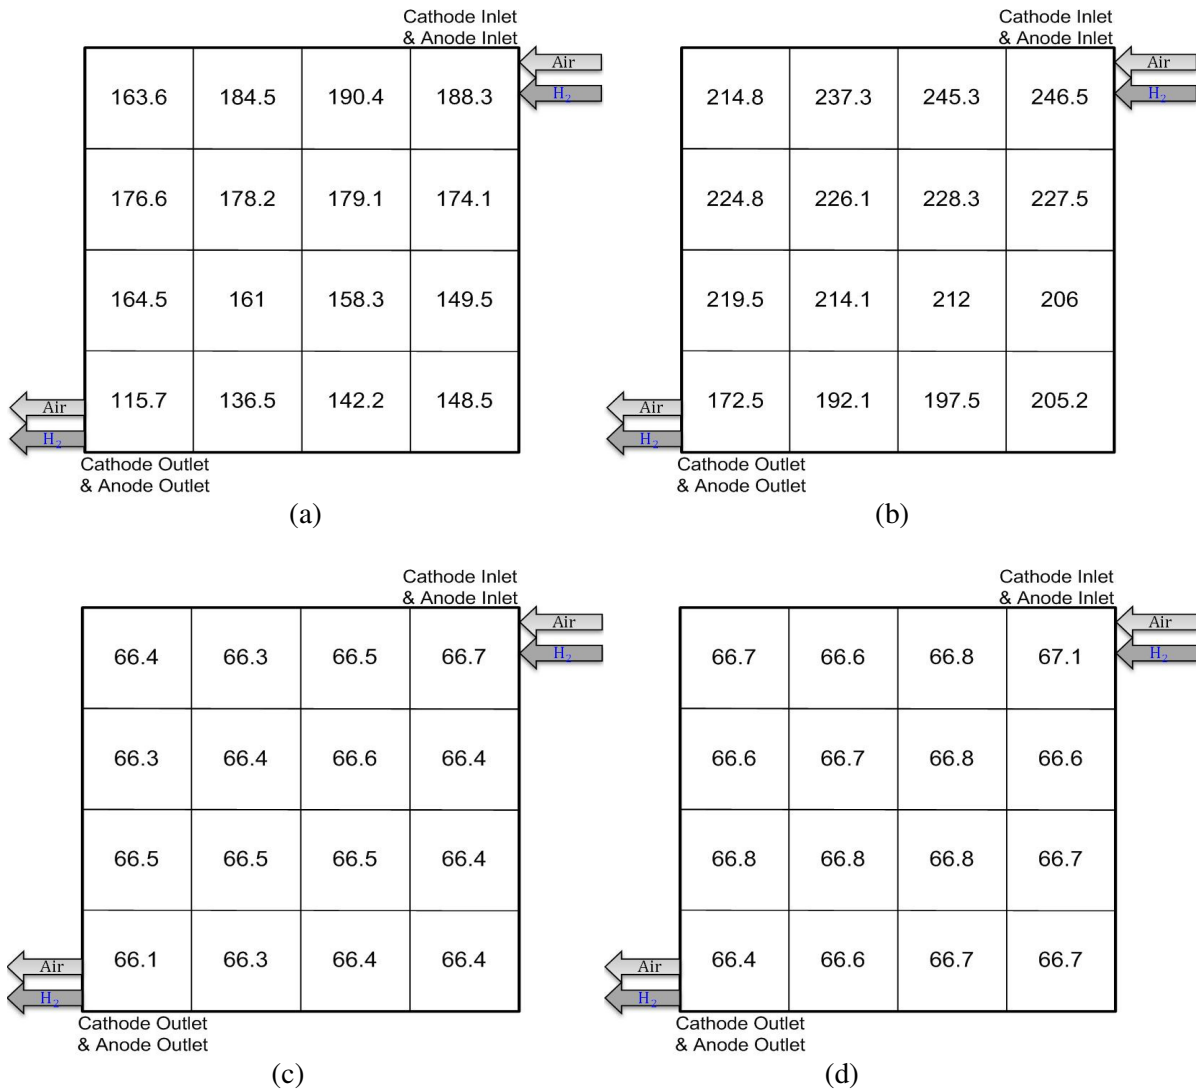 Cathode Inlet
& Anode Inlet
Air
H₂
163.6 184.5 190.4 188.3
176.6 178.2 179.1 174.1
164.5 161 158.3 149.5
115.7 136.5 142.2 148.5
Air
H₂
Cathode Outlet
& Anode Outlet
(a)
Cathode Inlet
& Anode Inlet
Air
H₂
214.8 237.3 245.3 246.5
224.8 226.1 228.3 227.5
219.5 214.1 212 206
172.5 192.1 197.5 205.2
Air
H₂
Cathode Outlet
& Anode Outlet
(b)
Cathode Inlet
& Anode Inlet
Air
H₂
66.4 66.3 66.5 66.7
66.3 66.4 66.6 66.4
66.5 66.5 66.5 66.4
66.1 66.3 66.4 66.4
Air
H₂
Cathode Outlet
& Anode Outlet
(c)
Cathode Inlet
& Anode Inlet
Air
H₂
66.7 66.6 66.8 67.1
66.6 66.7 66.8 66.6
66.8 66.8 66.8 66.7
66.4 66.6 66.7 66.7
Air
H₂
Cathode Outlet
& Anode Outlet
(d)